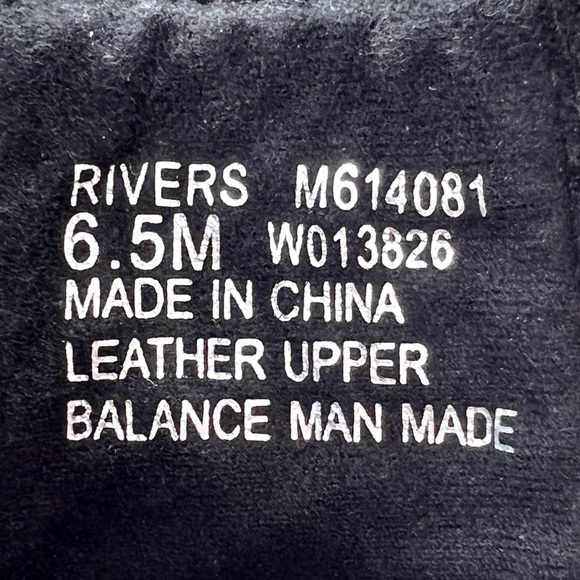 RIVERS M614081
6.5M W013826
MADE IN CHINA
LEATHER UPPER
BALANCE MAN MADE